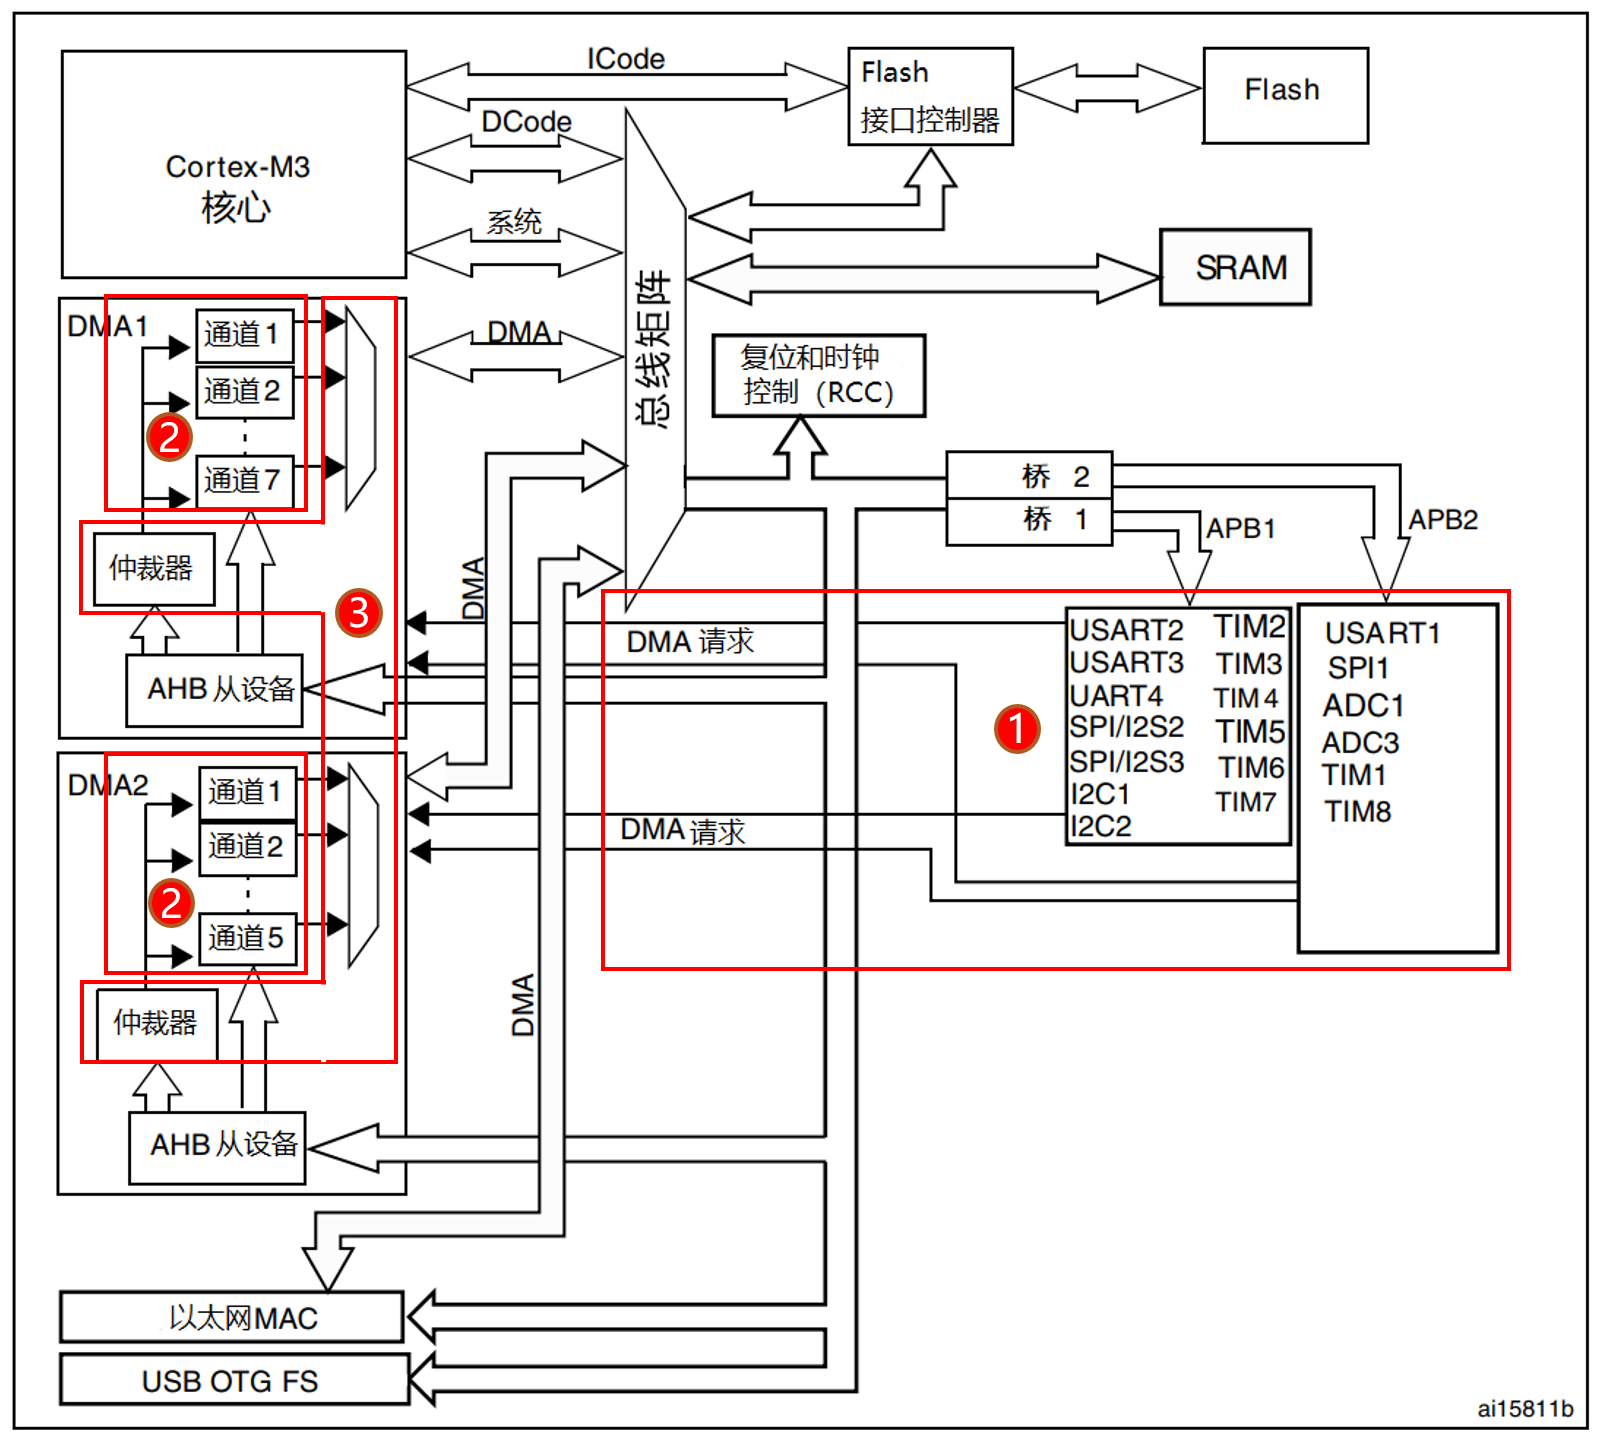 ICode
Flash
接口控制器
Flash
DCode
Cortex-M3
核心
系统
SRAM
DMA1
通道1
通道2
2
通道7
DMA
总线矩阵
复位和时钟
控制（RCC）
桥 2
桥 1
APB1
APB2
仲裁器
3
DMA
AHB从设备
DMA 请求
USART2
USART3
UART4
SPI/I2S2
SPI/I2S3
I2C1
I2C2
TIM2
TIM3
TIM4
TIM5
TIM6
TIM7
USART1
SPI1
ADC1
ADC3
TIM1
TIM8
1
DMA2
通道1
通道2
2
通道5
DMA 请求
仲裁器
DMA
AHB从设备
以太网MAC
USB OTG FS
ai15811b